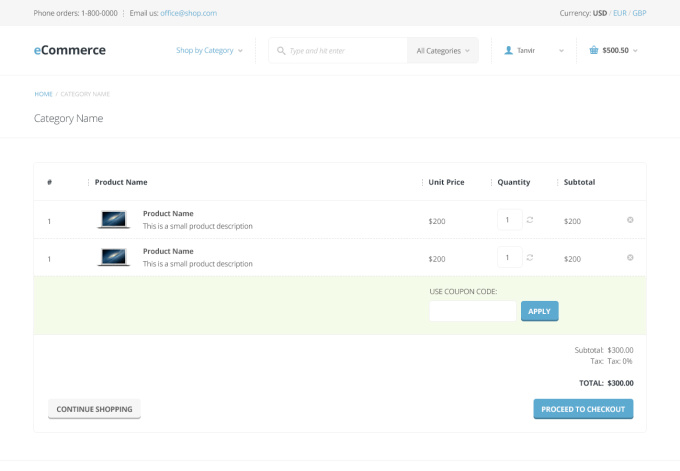 Phone orders: 1-800-0000 | Email us: office@shop.com
Currency: USD / EUR / GBP
eCommerce
Shop by Category
Type and hit enter
All Categories
Tanvir
$500.50
HOME / CATEGORY NAME
Category Name
# Product Name Unit Price Quantity Subtotal
Product Name
1 This is a small product description $200 1 $200
Product Name
1 This is a small product description $200 1 $200
USE COUPON CODE:
APPLY
Subtotal: $300.00
Tax: Tax: 0%
TOTAL: $300.00
CONTINUE SHOPPING
PROCEED TO CHECKOUT